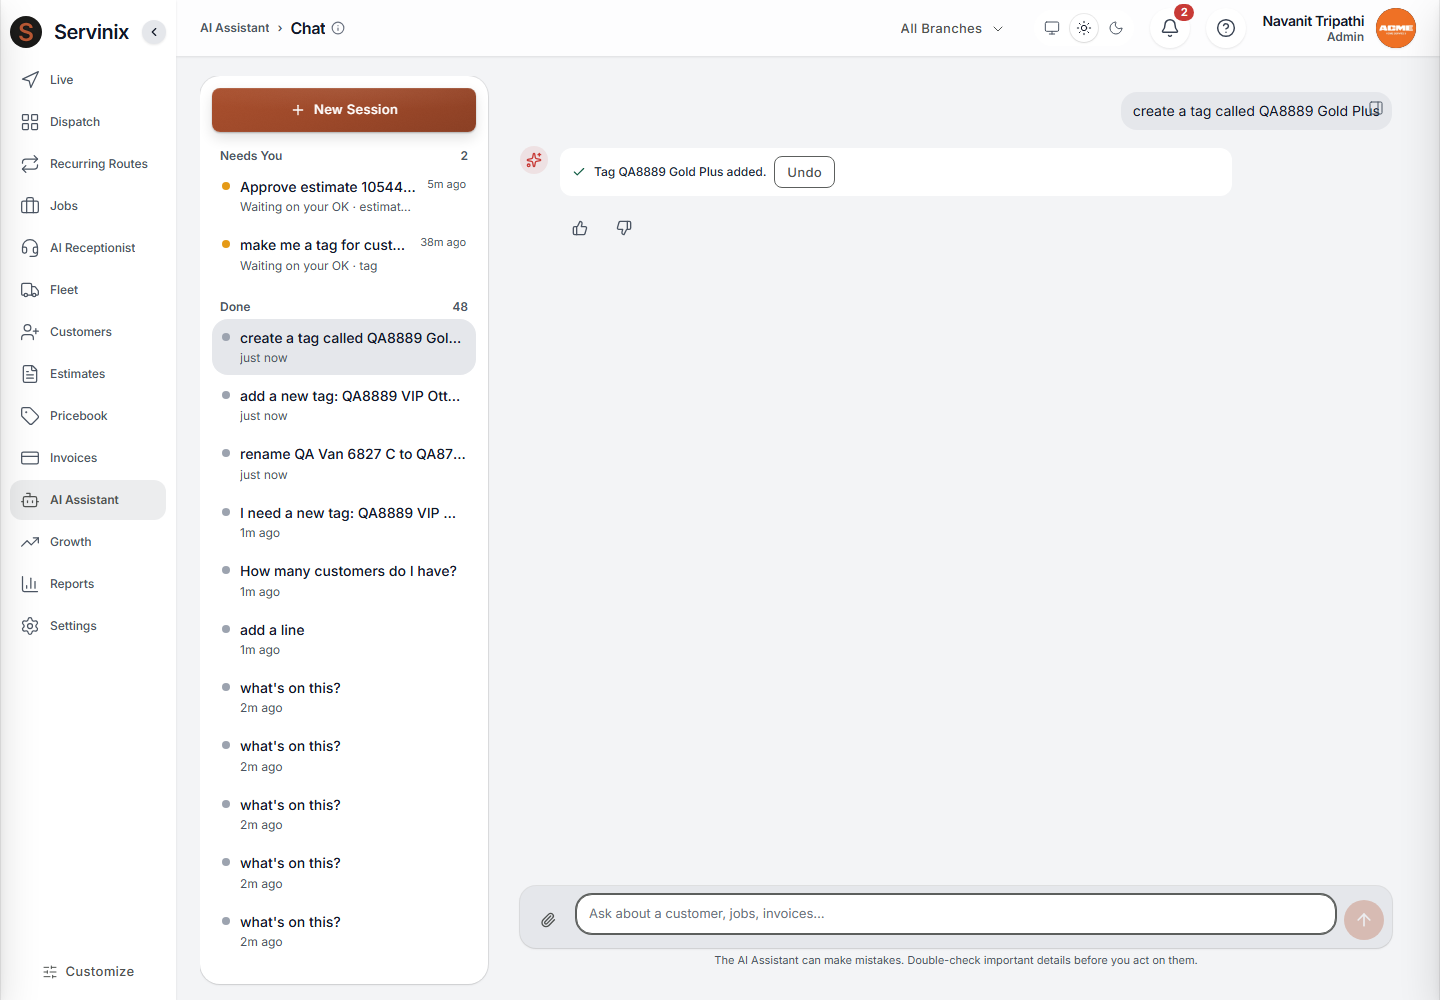 S Servinix
Live
Dispatch
Recurring Routes
Jobs
AI Receptionist
Fleet
Customers
Estimates
Pricebook
Invoices
AI Assistant
Growth
Reports
Settings
Customize
AI Assistant › Chat
All Branches
2
Navanit Tripathi
Admin
ACME
+ New Session
Needs You 2
Approve estimate 10544... 5m ago
Waiting on your OK · estimat...
make me a tag for cust... 38m ago
Waiting on your OK · tag
Done 48
create a tag called QA8889 Gol...
just now
add a new tag: QA8889 VIP Ott...
just now
rename QA Van 6827 C to QA87...
just now
I need a new tag: QA8889 VIP ...
1m ago
How many customers do I have?
1m ago
add a line
1m ago
what's on this?
2m ago
what's on this?
2m ago
what's on this?
2m ago
what's on this?
2m ago
what's on this?
2m ago
create a tag called QA8889 Gold Plus
Tag QA8889 Gold Plus added. Undo
Ask about a customer, jobs, invoices...
The AI Assistant can make mistakes. Double-check important details before you act on them.